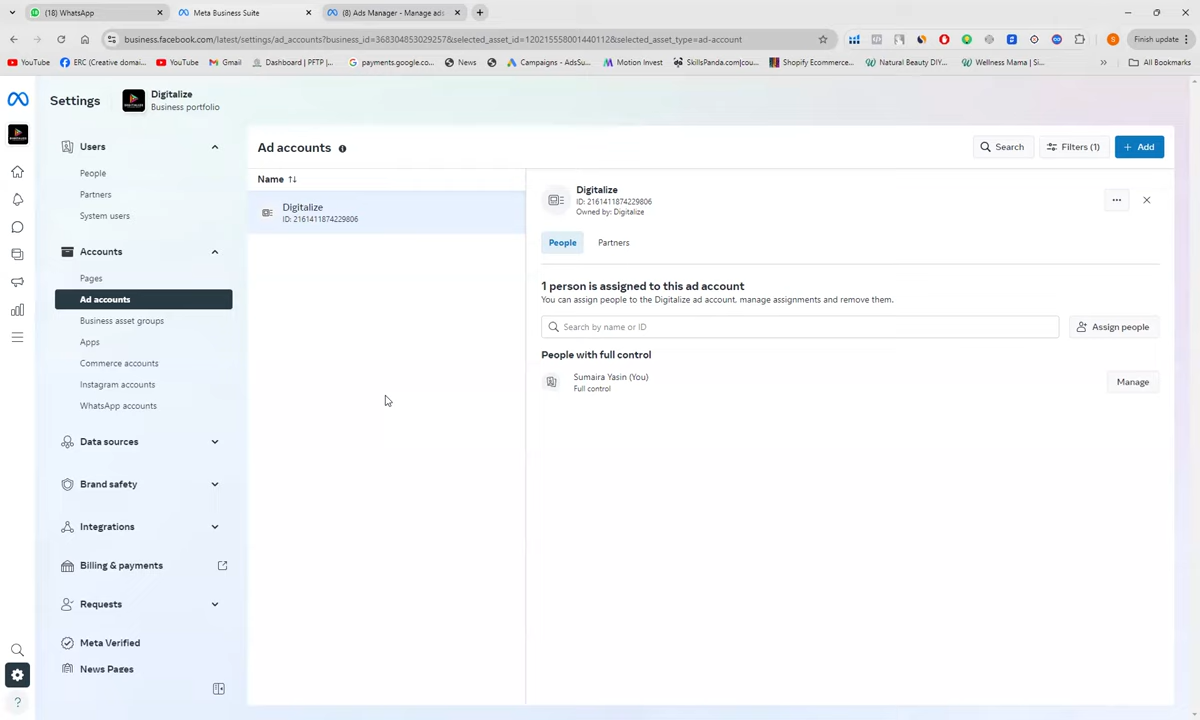 (18) WhatsApp
Meta Business Suite
(8) Ads Manager - Manage ads
business.facebook.com/latest/settings/ad_accounts?business_id=368304853029257&selected_asset_id=120215558001440112&selected_asset_type=ad-account
Finish update
YouTube
ERC (Creative domai...
YouTube
Gmail
Dashboard | PFTP |...
payments.google.co...
News
Campaigns - AdsSu...
Motion Invest
SkillsPanda.com|cou...
Shopify Ecommerce...
Natural Beauty DIY...
Wellness Mama | Si...
All Bookmarks
Settings
Digitalize
Business portfolio
Users
People
Partners
System users
Accounts
Pages
Ad accounts
Business asset groups
Apps
Commerce accounts
Instagram accounts
WhatsApp accounts
Data sources
Brand safety
Integrations
Billing & payments
Requests
Meta Verified
News Pages
Ad accounts
Search
Filters (1)
+ Add
Name
Digitalize
ID: 2161411874229806
Digitalize
ID: 2161411874229806
Owned by: Digitalize
People
Partners
1 person is assigned to this ad account
You can assign people to the Digitalize ad account, manage assignments and remove them.
Search by name or ID
Assign people
People with full control
Sumaira Yasin (You)
Full control
Manage